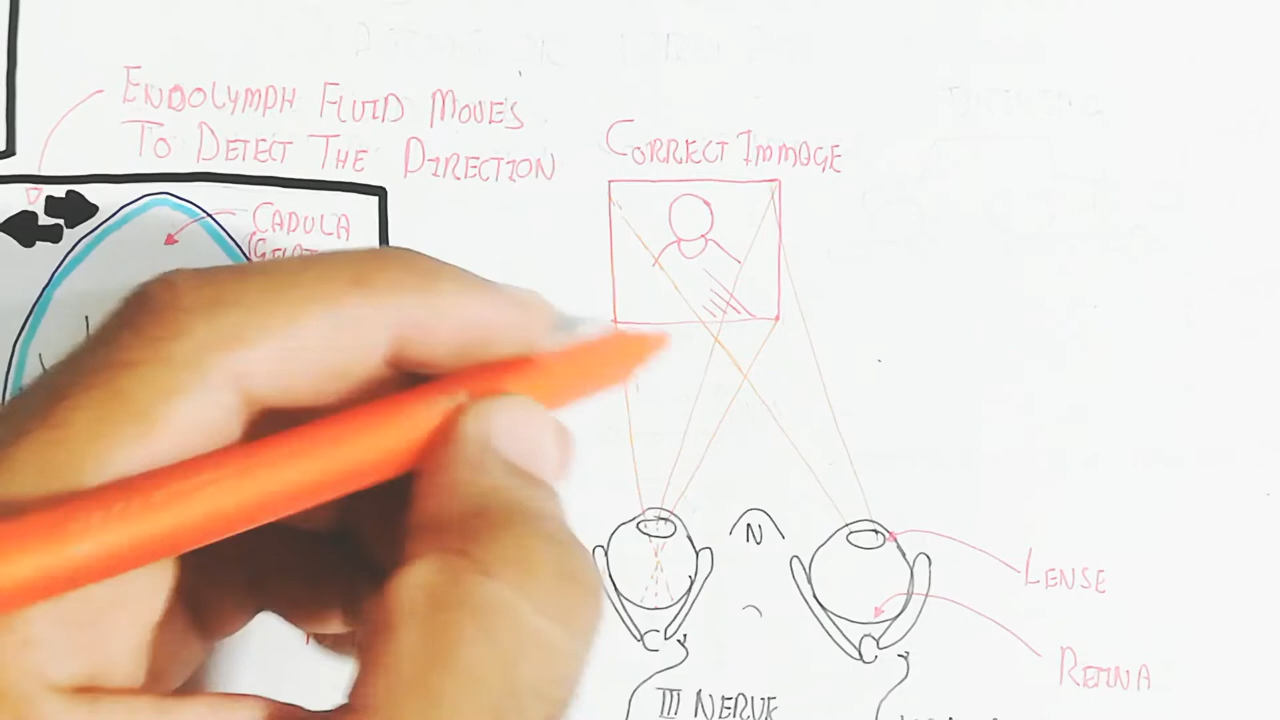 ENDOLYMPH FLUID MOVES
TO DETECT THE DIRECTION
CADULA
CORRECT IMMAGE
N
LENSE
RETINA
III NERVE